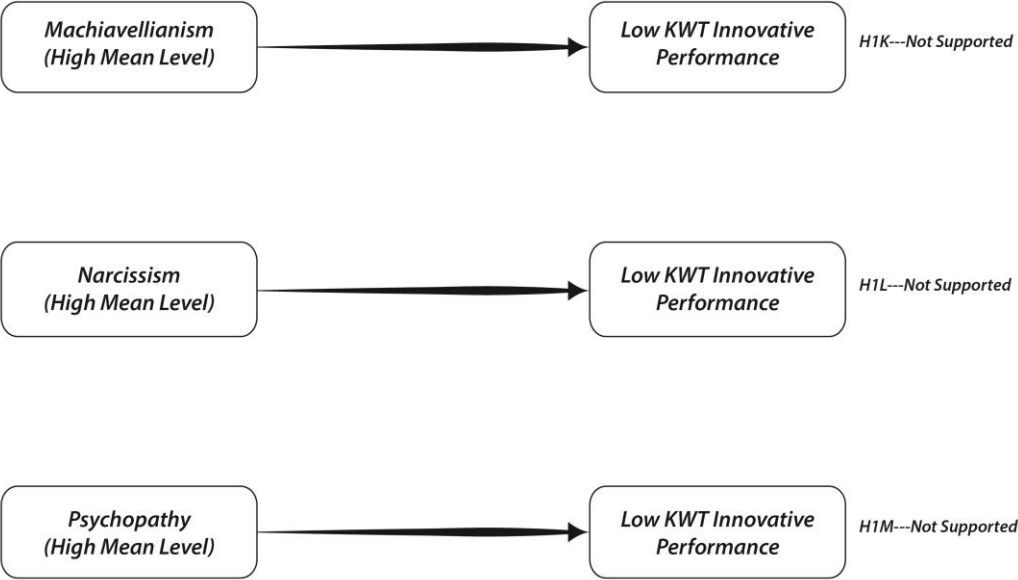 Machiavellianism
(High Mean Level)
Low KWT Innovative
Performance
H1K---Not Supported
Narcissism
(High Mean Level)
Low KWT Innovative
Performance
H1L---Not Supported
Psychopathy
(High Mean Level)
Low KWT Innovative
Performance
H1M---Not Supported